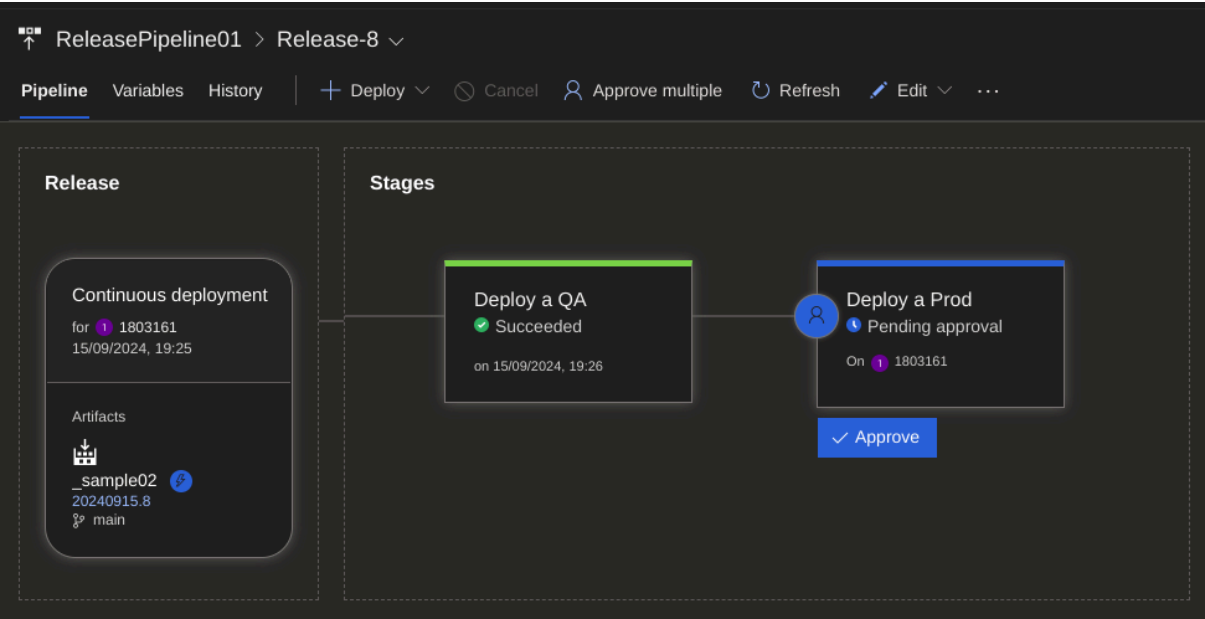 ReleasePipeline01 > Release-8
Pipeline Variables History Deploy Cancel Approve multiple Refresh Edit ...
Release
Continuous deployment
for 1 1803161
15/09/2024, 19:25
Artifacts
_sample02
20240915.8
main
Stages
Deploy a QA
Succeeded
on 15/09/2024, 19:26
Deploy a Prod
Pending approval
On 1 1803161
Approve